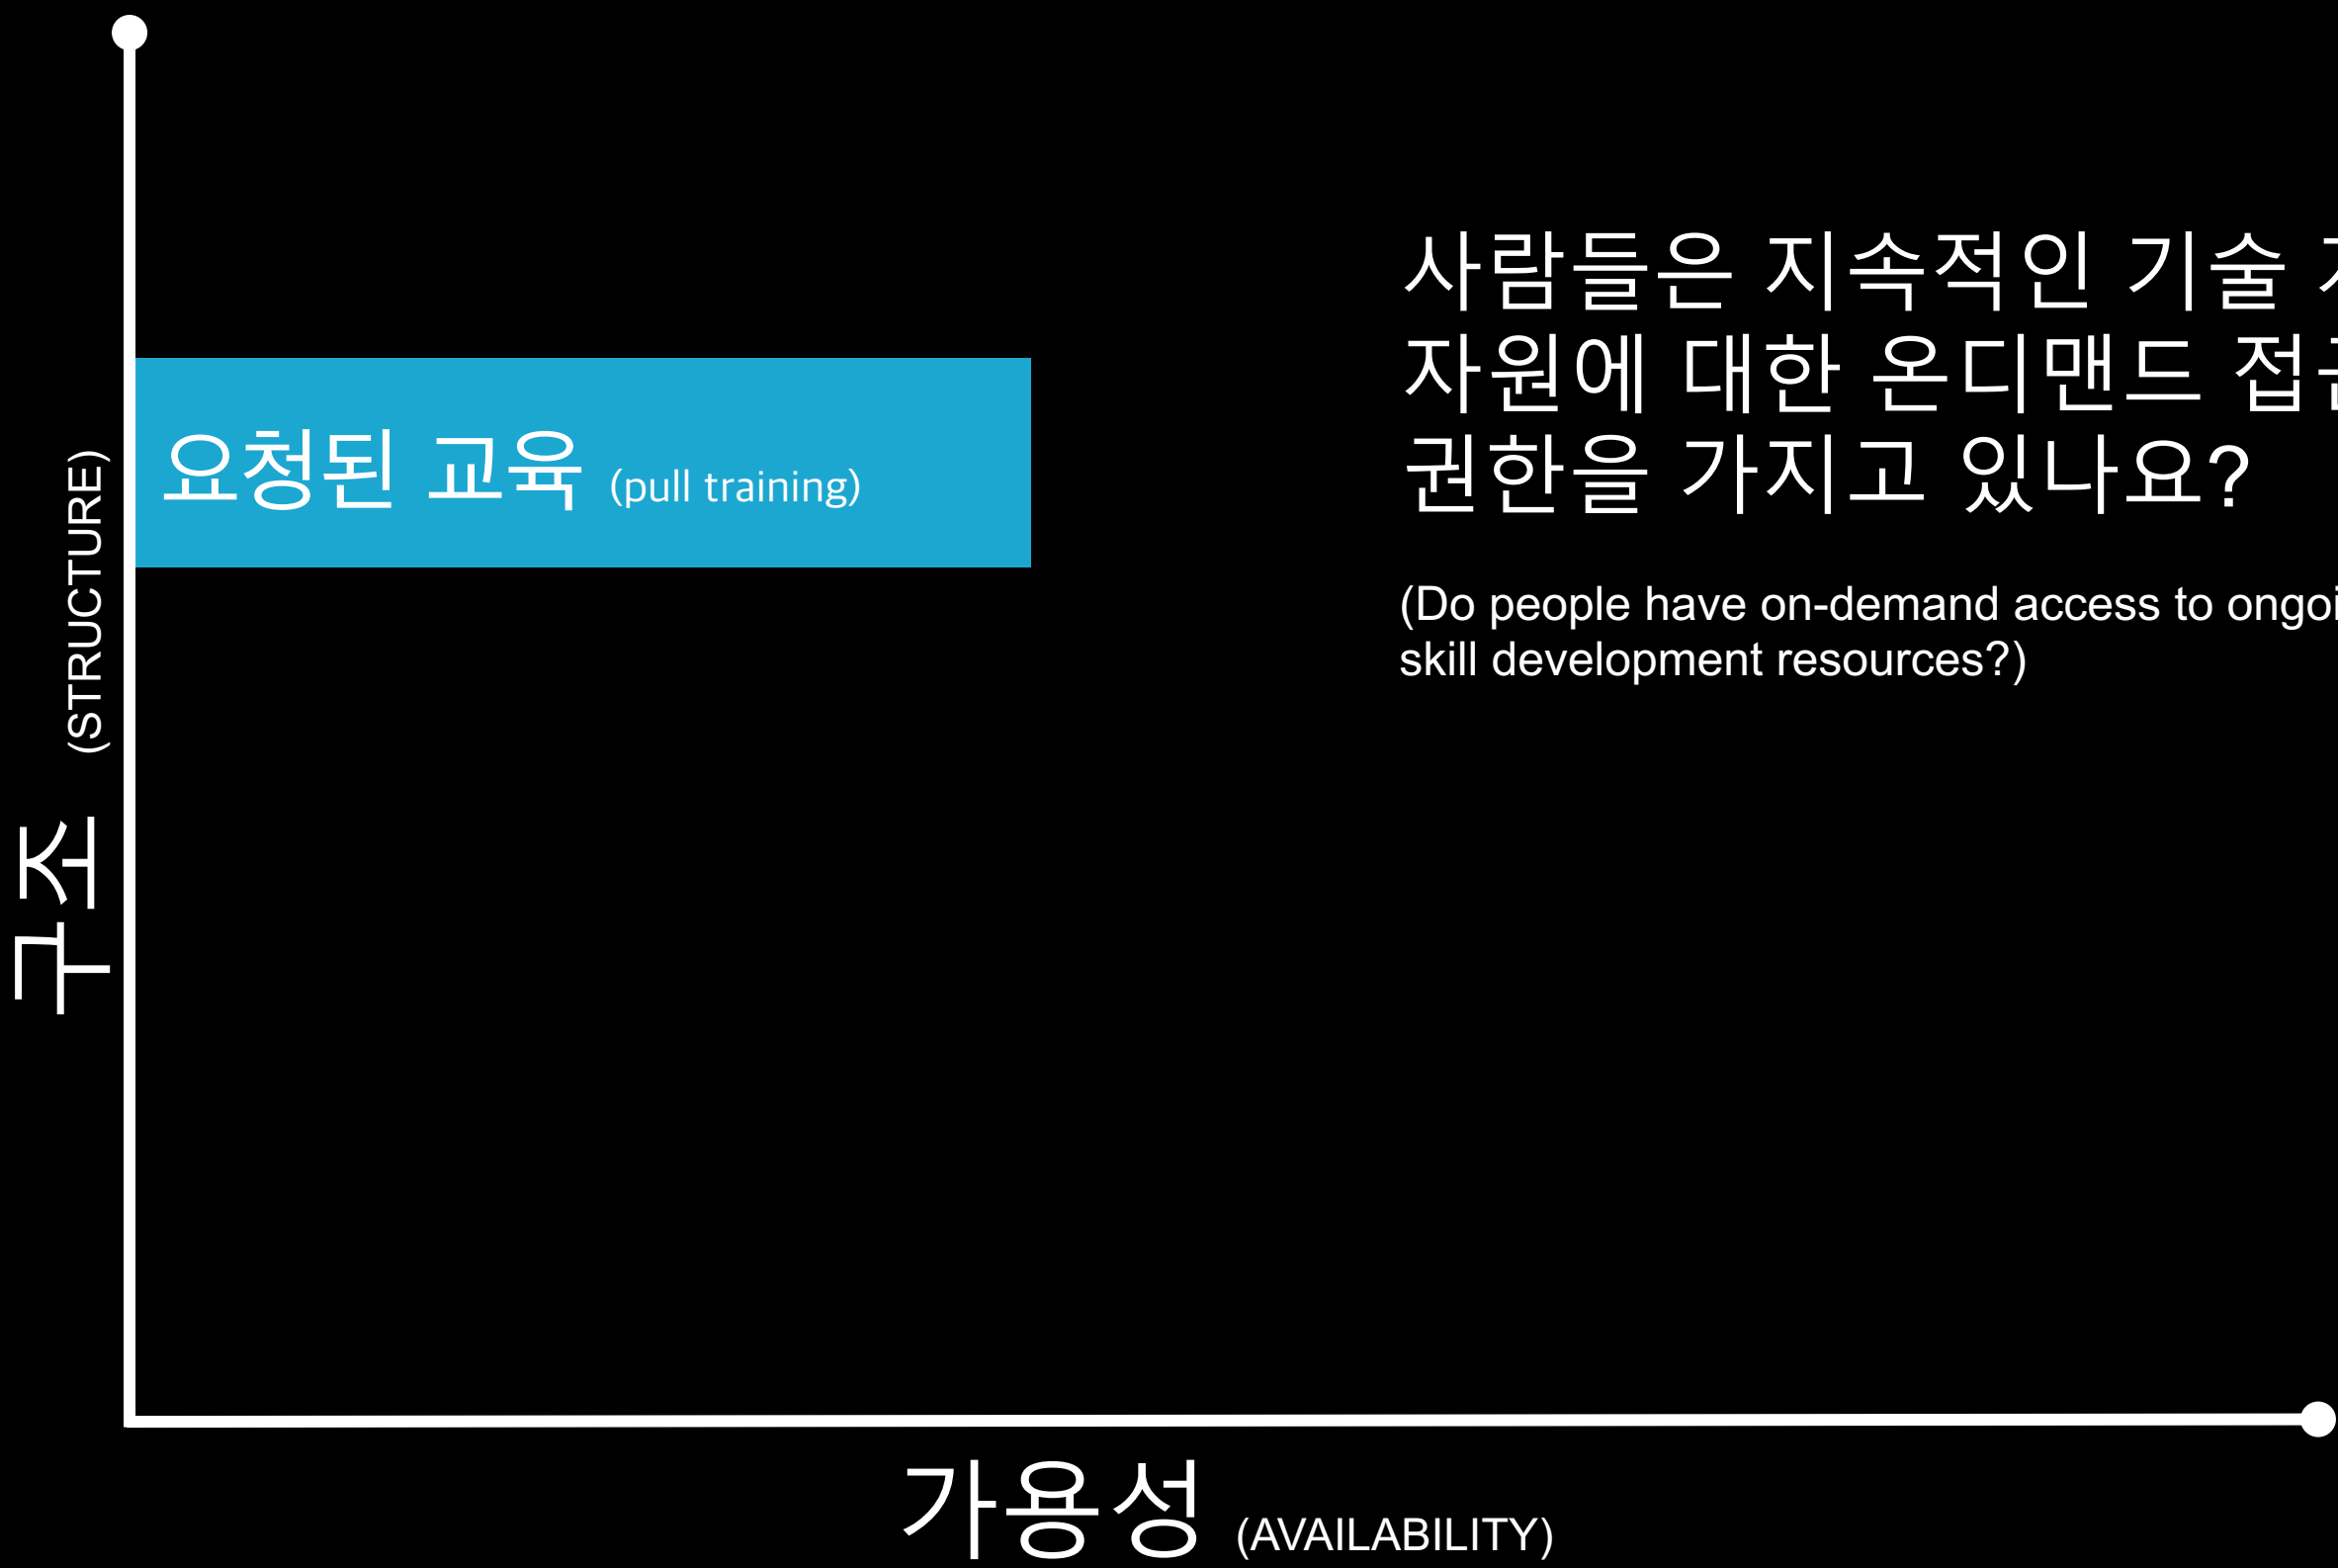 사람들은 지속적인 기술
자원에 대한 온디맨드
권한을 가지고 있나요?
(Do people have on-demand access to
skill development resources?)
요청된 교육 (pull training)
구조 (STRUCTURE)
가용성 (AVAILABILITY)